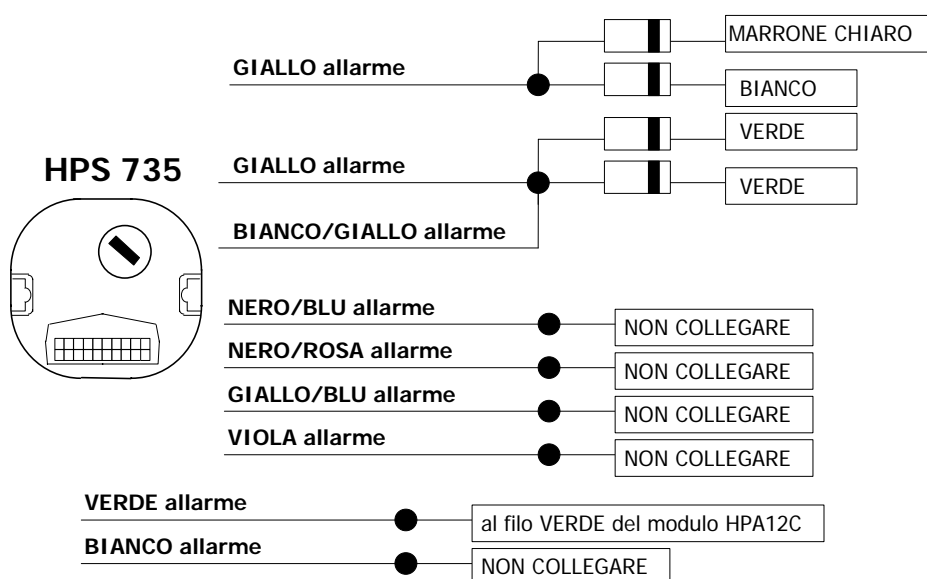 MARRONE CHIARO
GIALLO allarme
BIANCO
VERDE
HPS 735
GIALLO allarme
VERDE
BIANCO/GIALLO allarme
NERO/BLU allarme
NON COLLEGARE
NERO/ROSA allarme
NON COLLEGARE
GIALLO/BLU allarme
NON COLLEGARE
VIOLA allarme
NON COLLEGARE
VERDE allarme
al filo VERDE del modulo HPA12C
BIANCO allarme
NON COLLEGARE